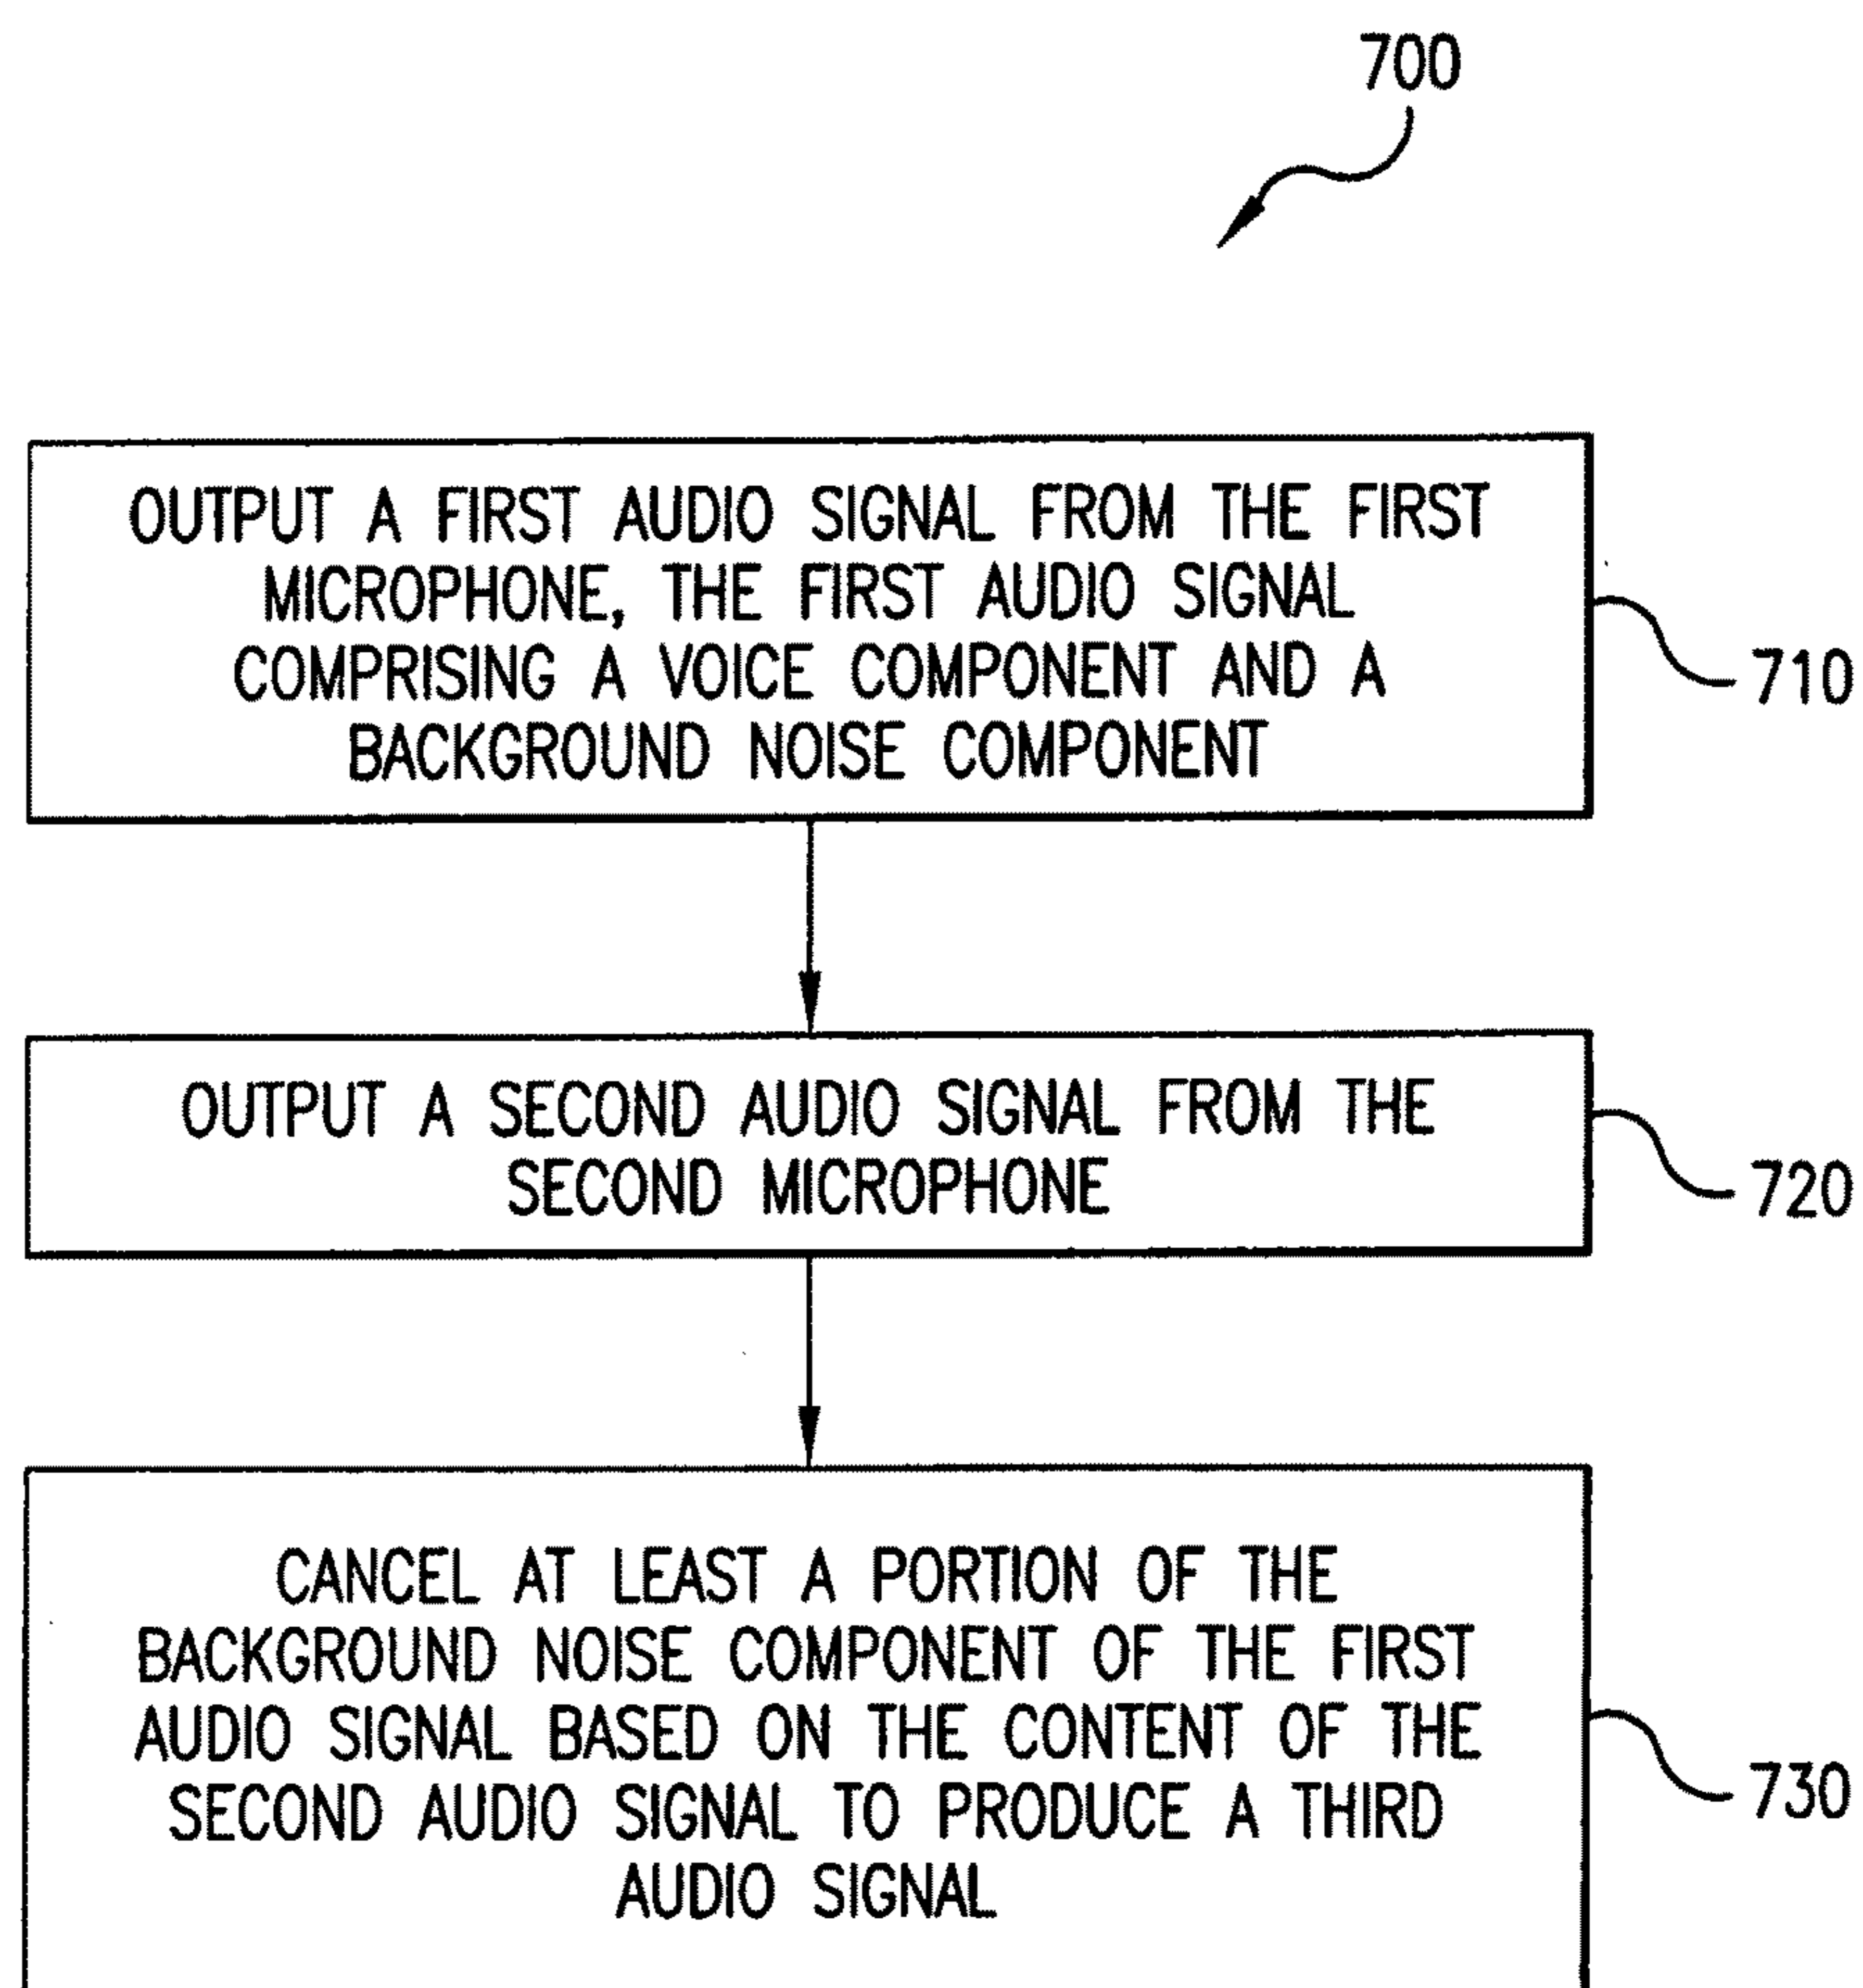 700
OUTPUT A FIRST AUDIO SIGNAL FROM THE FIRST
MICROPHONE, THE FIRST AUDIO SIGNAL
COMPRISING A VOICE COMPONENT AND A
BACKGROUND NOISE COMPONENT
710
OUTPUT A SECOND AUDIO SIGNAL FROM THE
SECOND MICROPHONE
720
CANCEL AT LEAST A PORTION OF THE
BACKGROUND NOISE COMPONENT OF THE FIRST
AUDIO SIGNAL BASED ON THE CONTENT OF THE
SECOND AUDIO SIGNAL TO PRODUCE A THIRD
AUDIO SIGNAL
730